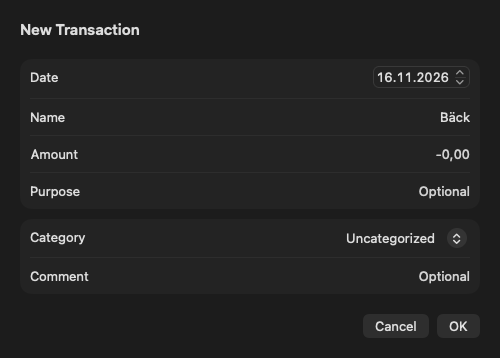 New Transaction
Date 16.11.2026
Name Bäck
Amount -0,00
Purpose Optional
Category Uncategorized
Comment Optional
Cancel OK